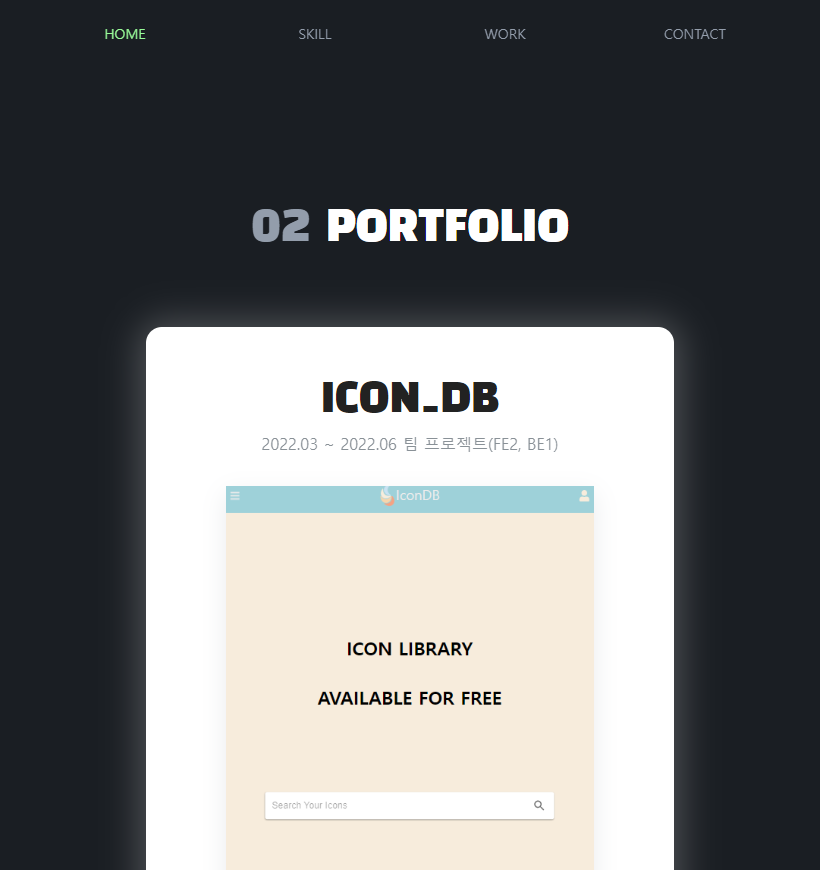 HOME SKILL WORK CONTACT
02 PORTFOLIO
ICON_DB
2022.03 ~ 2022.06 팀 프로젝트(FE2, BE1)
IconDB
ICON LIBRARY
AVAILABLE FOR FREE
Search Your Icons